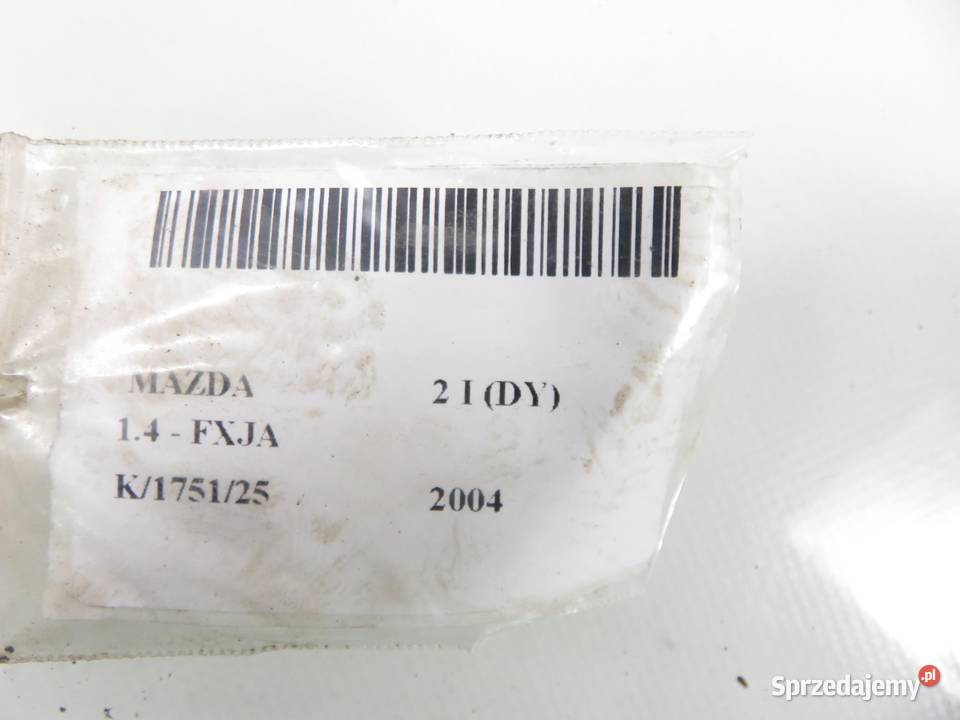 MAZDA 2 I (DY)
1.4 - FXJA
K/1751/25 2004
Sprzedajemy.pl